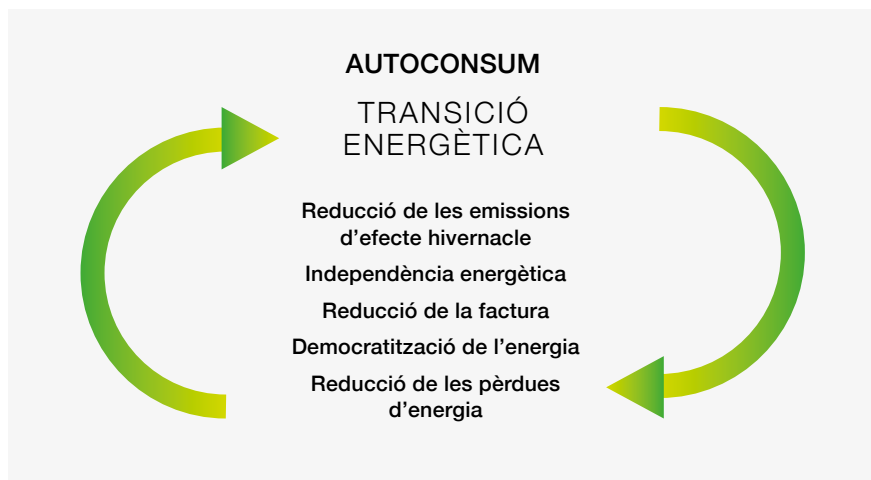 AUTOCONSUM
TRANSICIÓ
ENERGÈTICA
Reducció de les emissions
d’efecte hivernacle
Independència energètica
Reducció de la factura
Democratització de l’energia
Reducció de les pèrdues
d’energia